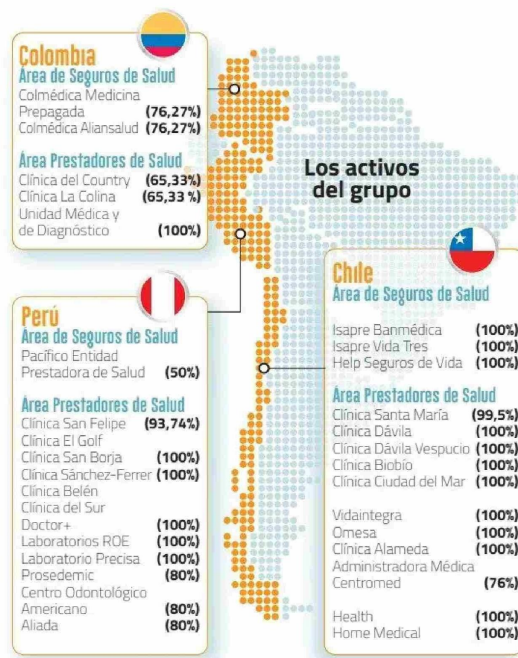 Colombia
Área de Seguros de Salud
Colmédica Medicina
Prepagada (76,27%)
Colmédica Aliansalud (76,27%)
Área Prestadores de Salud
Clínica del Country (65,33%)
Clínica La Colina (65,33 %)
Unidad Médica y
de Diagnóstico (100%)
Los activos
del grupo
Perú
Área de Seguros de Salud
Pacífico Entidad
Prestadora de Salud (50%)
Área Prestadores de Salud
Clínica San Felipe (93,74%)
Clínica El Golf
Clínica San Borja (100%)
Clínica Sánchez-Ferrer (100%)
Clínica Belén
Clínica del Sur
Doctor+ (100%)
Laboratorios ROE (100%)
Laboratorio Precisa (100%)
Prosedemic (80%)
Centro Odontológico
Americano (80%)
Aliada (80%)
Chile
Área de Seguros de Salud
Isapre Banmédica (100%)
Isapre Vida Tres (100%)
Help Seguros de Vida (100%)
Área Prestadores de Salud
Clínica Santa María (99,5%)
Clínica Dávila (100%)
Clínica Dávila Vespucio (100%)
Clínica Biobío (100%)
Clínica Ciudad del Mar (100%)
Vidaintegra (100%)
Omesa (100%)
Clínica Alameda (100%)
Administradora Médica
Centromed (76%)
Health (100%)
Home Medical (100%)